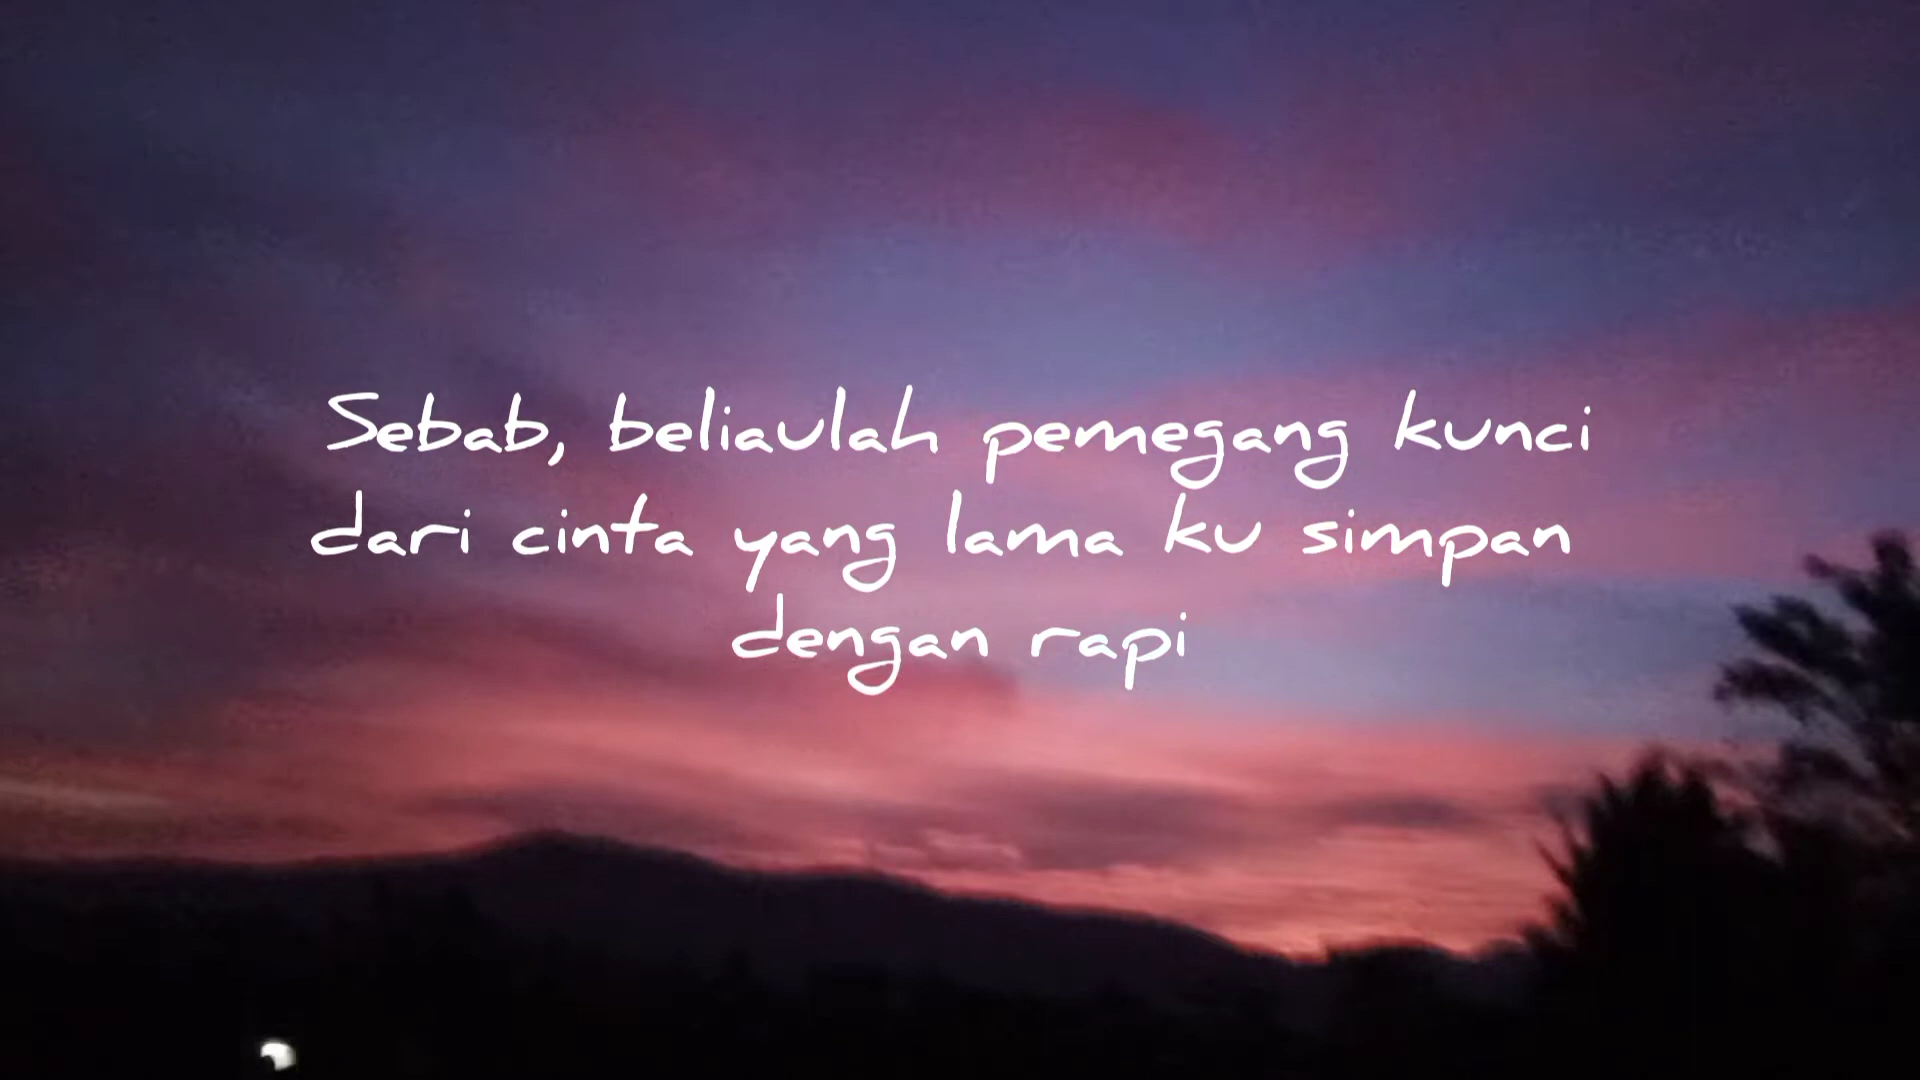 Sebab, beliaulah pemegang kunci
dari cinta yang lama ku simpan
dengan rapi